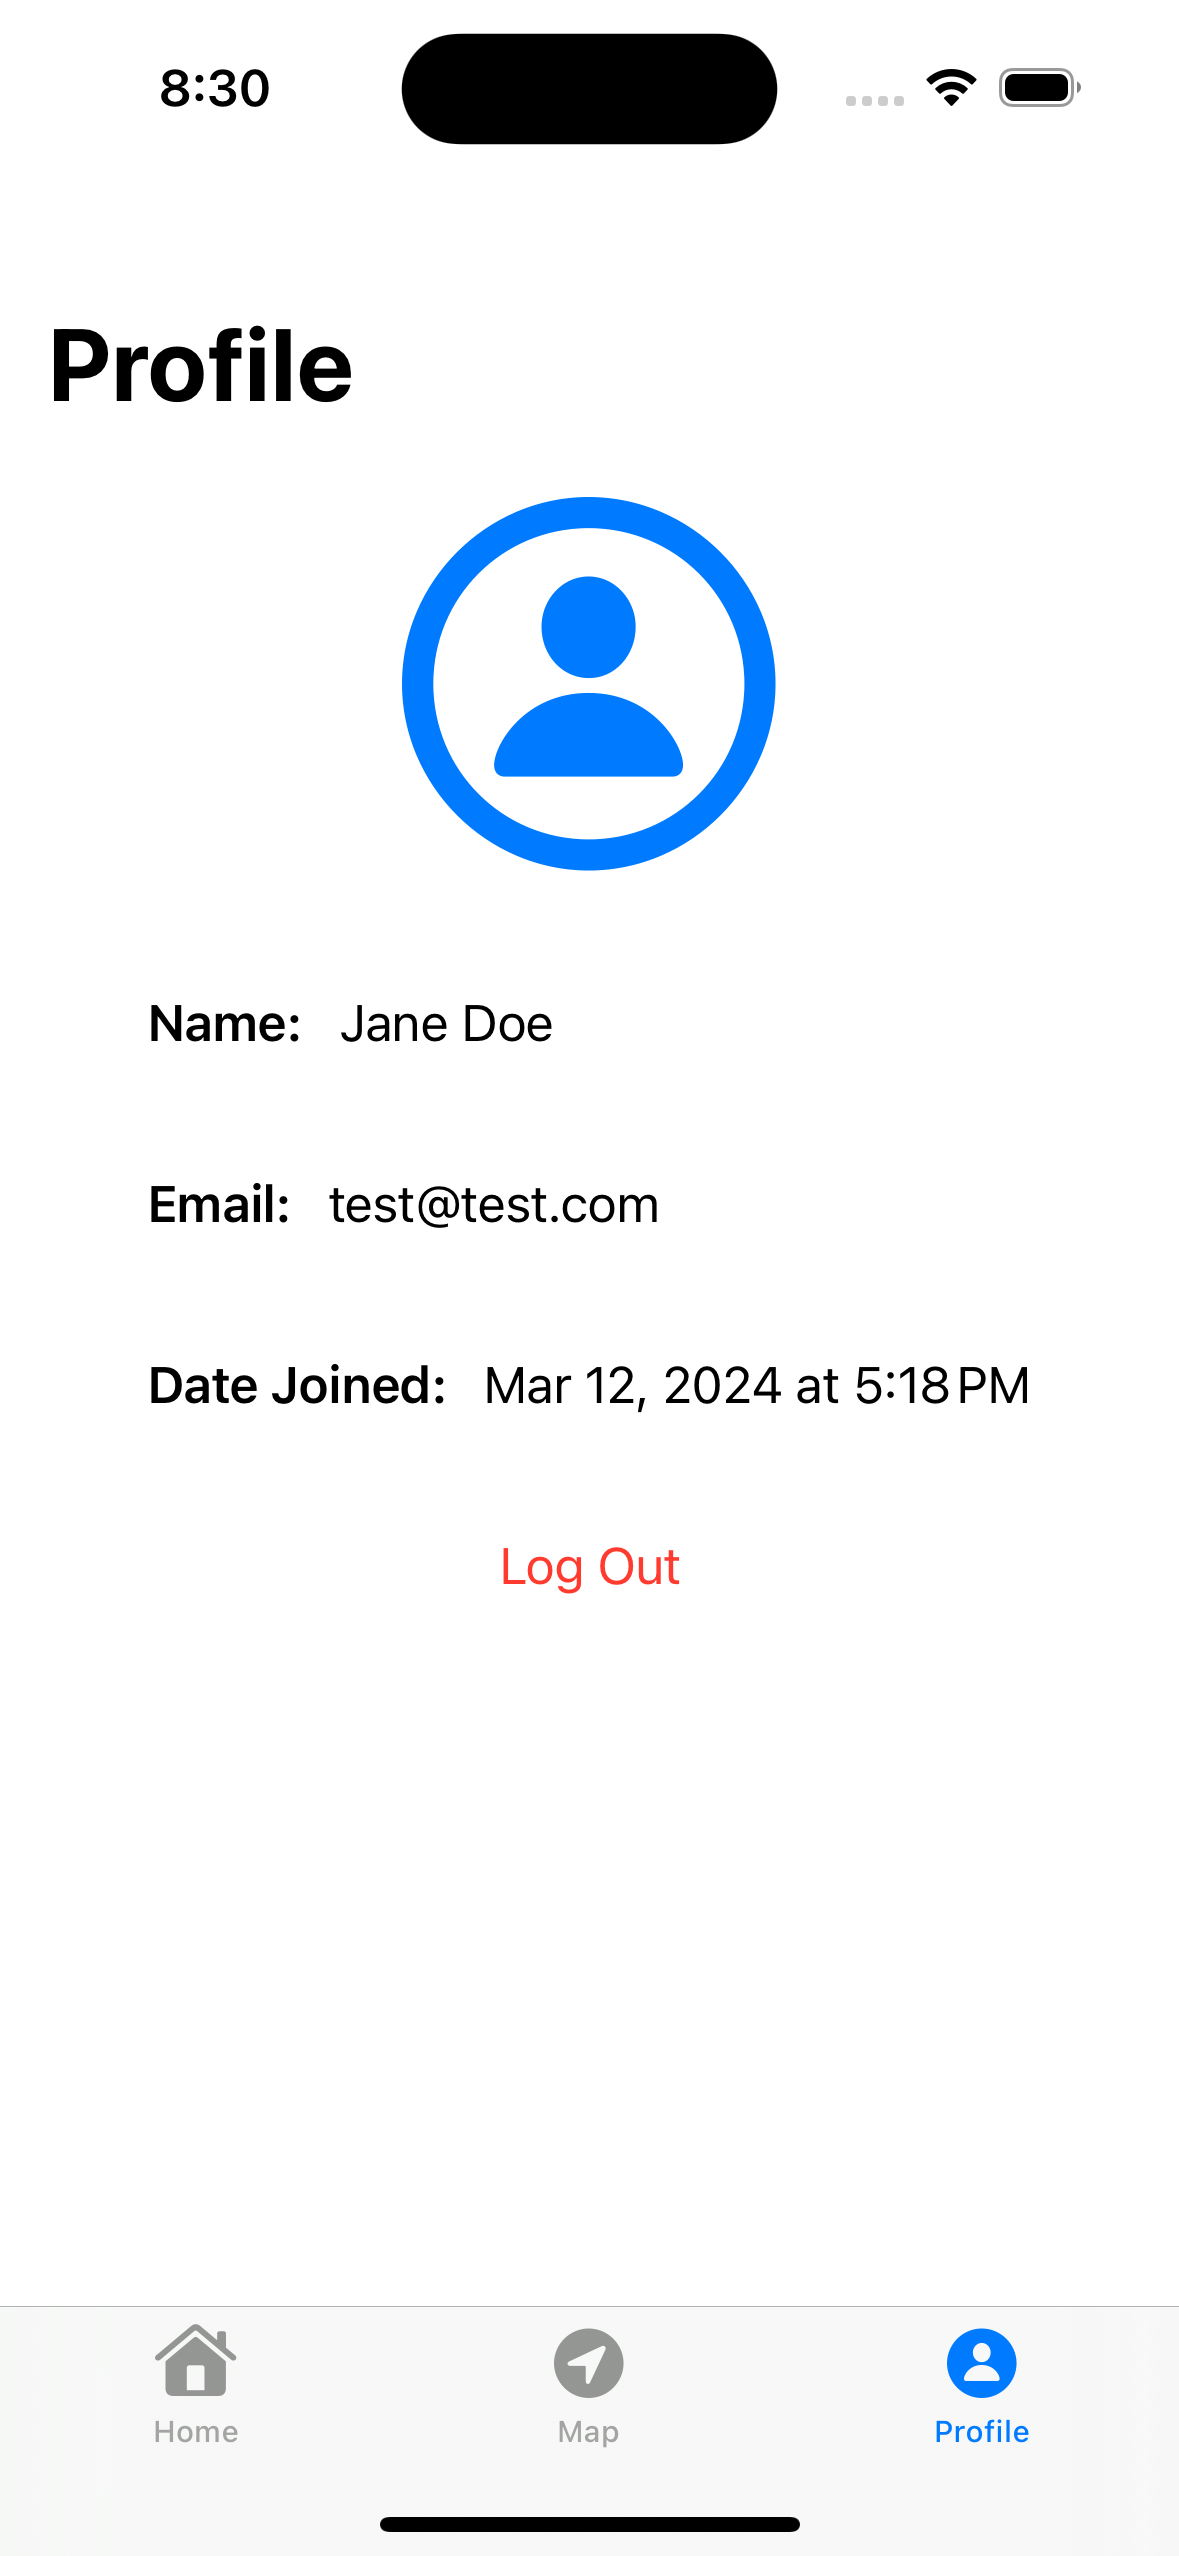 8:30
Profile
Name: Jane Doe
Email: test@test.com
Date Joined: Mar 12, 2024 at 5:18 PM
Log Out
Home
Map
Profile